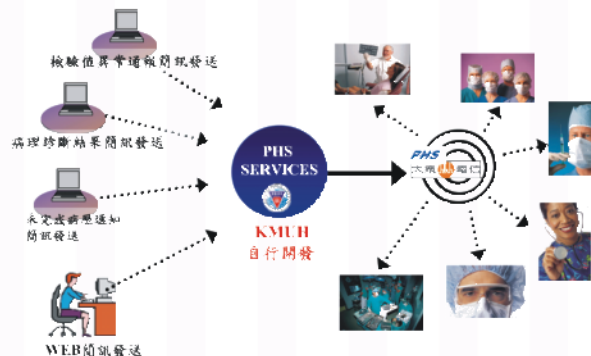 檢驗值異常通報簡訊發送
病理診斷結果簡訊發送
未完成病歷通知
簡訊發送
WEB簡訊發送
PHS
SERVICES
KMUH
自行開發
PHS
大眾電信